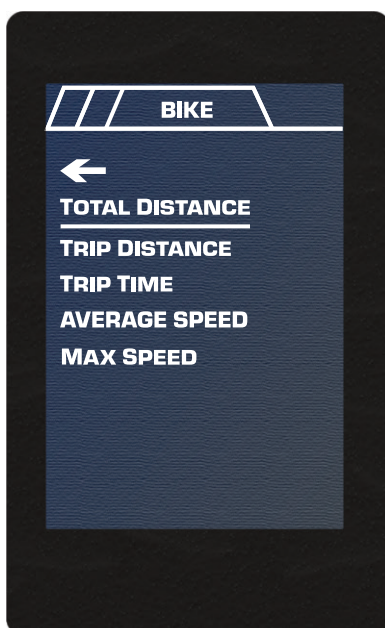 BIKE
TOTAL DISTANCE
TRIP DISTANCE
TRIP TIME
AVERAGE SPEED
MAX SPEED